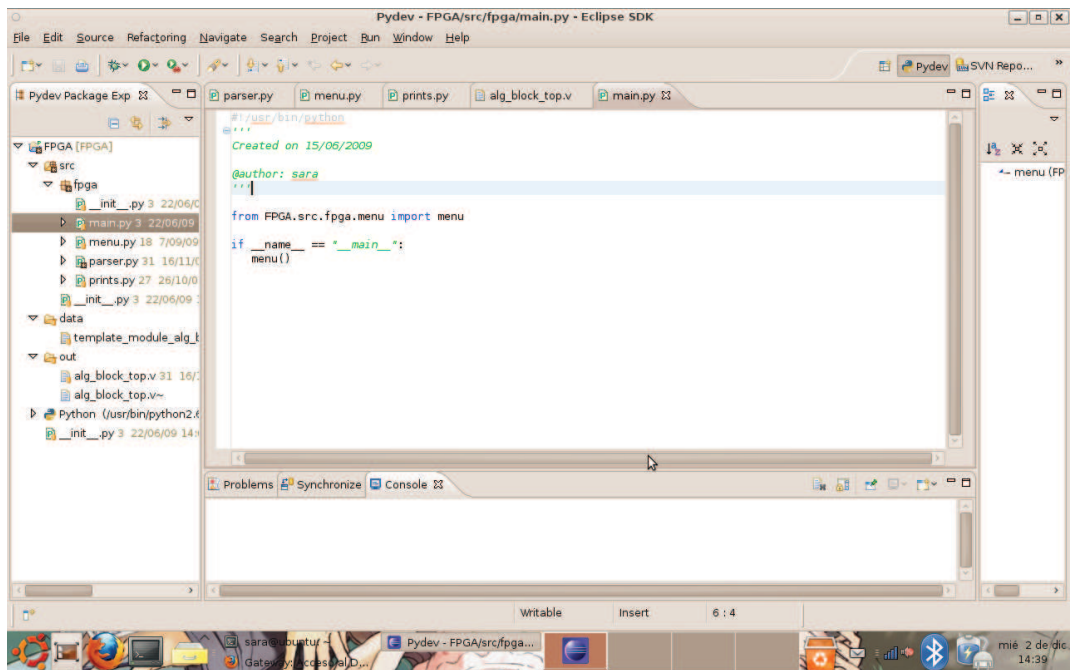 Pydev - FPGA/src/fpga/main.py - Eclipse SDK
File Edit Source Refactoring Navigate Search Project Run Window Help
Pydev SVN Repo... »
Pydev Package Exp
parser.py menu.py prints.py alg_block_top.v main.py
FPGA [FPGA]
src
fpga
__init__.py 3 22/06/0
main.py 3 22/06/09
menu.py 18 7/09/09
parser.py 31 16/11/0
prints.py 27 26/10/0
__init__.py 3 22/06/09
data
template_module_alg_b
out
alg_block_top.v 31 16/
alg_block_top.v~
Python (/usr/bin/python2.6
__init__.py 3 22/06/09 14:
#!/usr/bin/python
'''
Created on 15/06/2009
@author: sara
'''
from FPGA.src.fpga.menu import menu
if __name__ == "__main__":
menu()
menu (FP
Problems Synchronize Console
Writable Insert 6 : 4
sara@ubuntu: ~
Pydev - FPGA/src/fpga...
mié 2 de dic
14:39